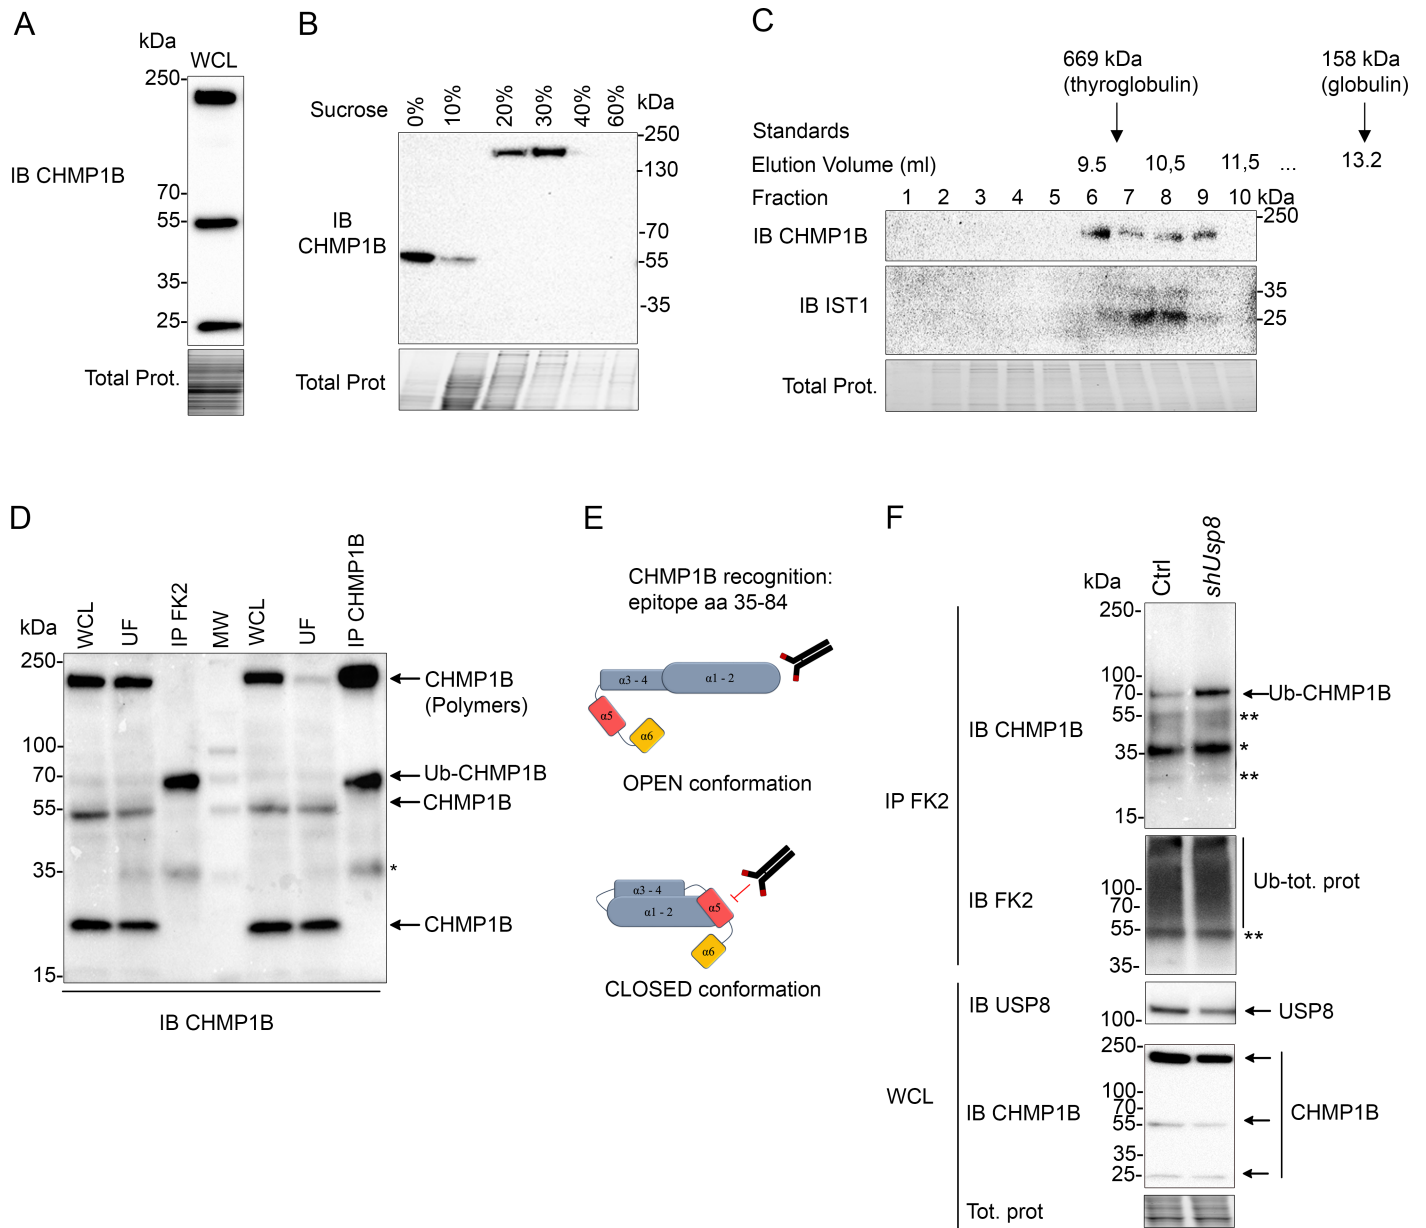 A
kDa
WCL
250-
IB CHMP1B
70-
55-
35-
25-
Total Prot.
B
Sucrose
0%
10%
20%
30%
40%
60%
kDa
-250
-130
IB
CHMP1B
-70
-55
-35
Total Prot
C
669 kDa
(thyroglobulin)
158 kDa
(globulin)
Standards
Elution Volume (ml) 9.5 10,5 11,5 ... 13.2
Fraction 1 2 3 4 5 6 7 8 9 10 kDa
-250
IB CHMP1B
IB IST1
-35
-25
Total Prot.
D
kDa
WCL
UF
IP FK2
MW
WCL
UF
IP CHMP1B
250-
100-
70-
55-
35-
15-
CHMP1B
(Polymers)
Ub-CHMP1B
CHMP1B
*
CHMP1B
IB CHMP1B
E
CHMP1B recognition:
epitope aa 35-84
α3 - 4
α1 - 2
α5
α6
OPEN conformation
α3 - 4
α1 - 2
α5
α6
CLOSED conformation
F
kDa
Ctrl
shUsp8
250-
100-
70-
55-
35-
15-
IB CHMP1B
Ub-CHMP1B
**
*
**
IP FK2
IB FK2
100-
70-
55-
35-
Ub-tot. prot
**
IB USP8
100-
USP8
WCL
250-
100-
70-
55-
35-
25-
IB CHMP1B
CHMP1B
Tot. prot